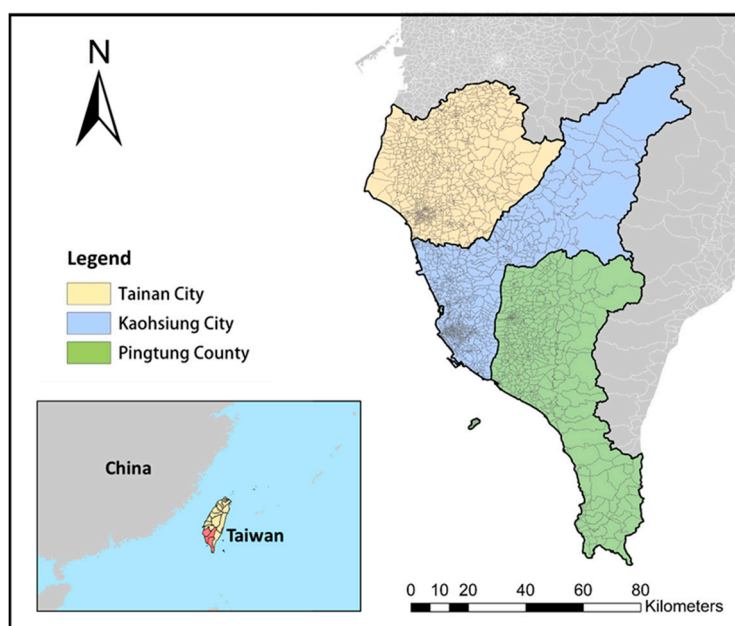 N
Legend
Tainan City
Kaohsiung City
Pingtung County
China
Taiwan
0 10 20 40 60 80
Kilometers